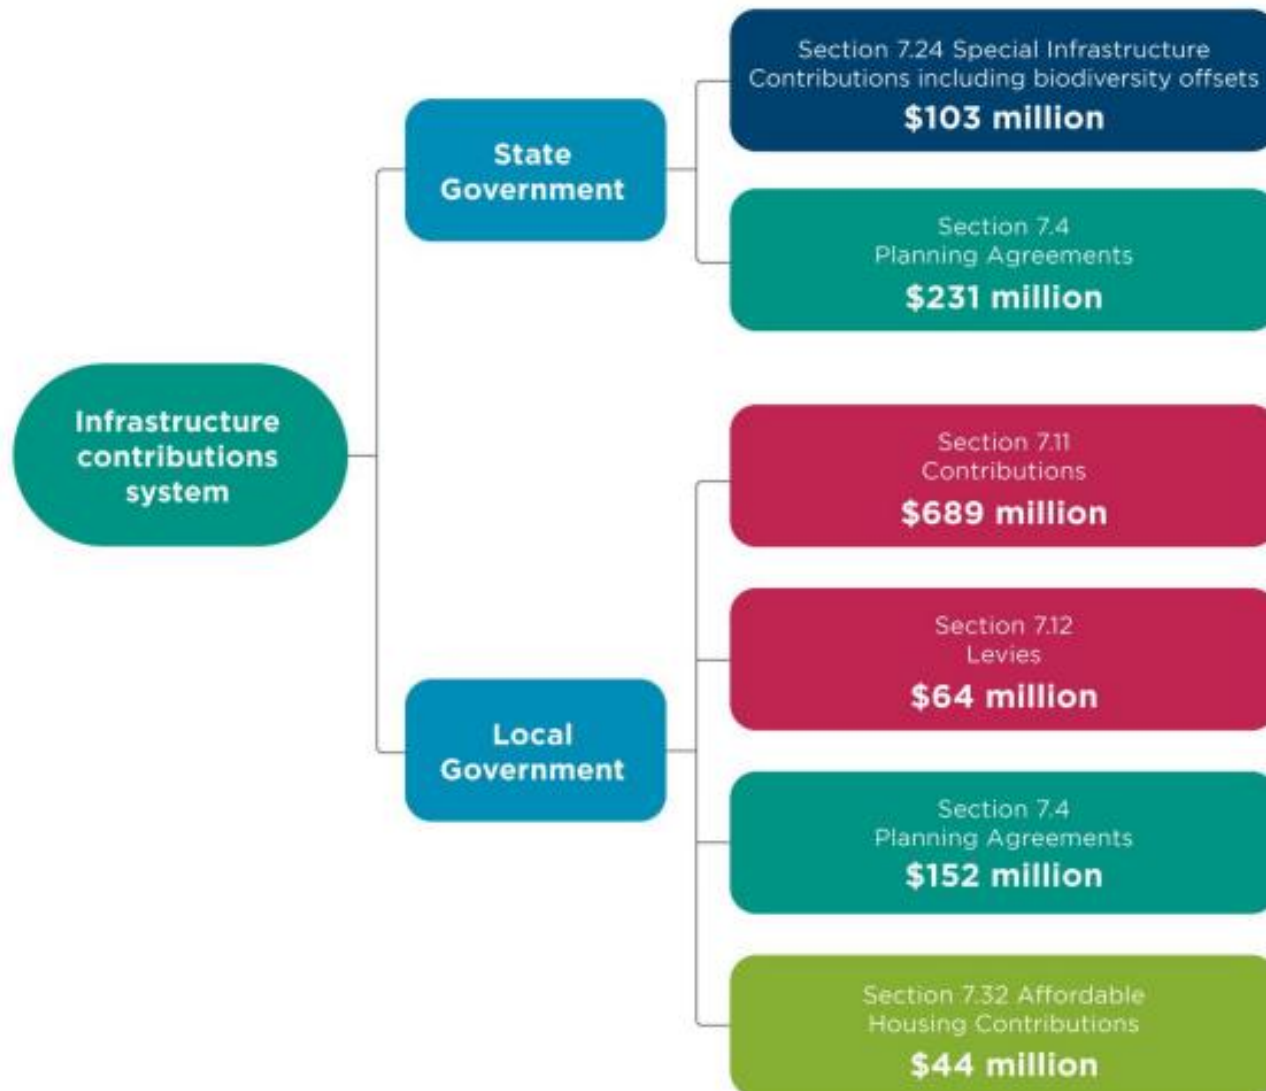 Infrastructure
contributions
system
State
Government
Section 7.24 Special Infrastructure
Contributions including biodiversity offsets
$103 million
Section 7.4
Planning Agreements
$231 million
Local
Government
Section 7.11
Contributions
$689 million
Section 7.12
Levies
$64 million
Section 7.4
Planning Agreements
$152 million
Section 7.32 Affordable
Housing Contributions
$44 million